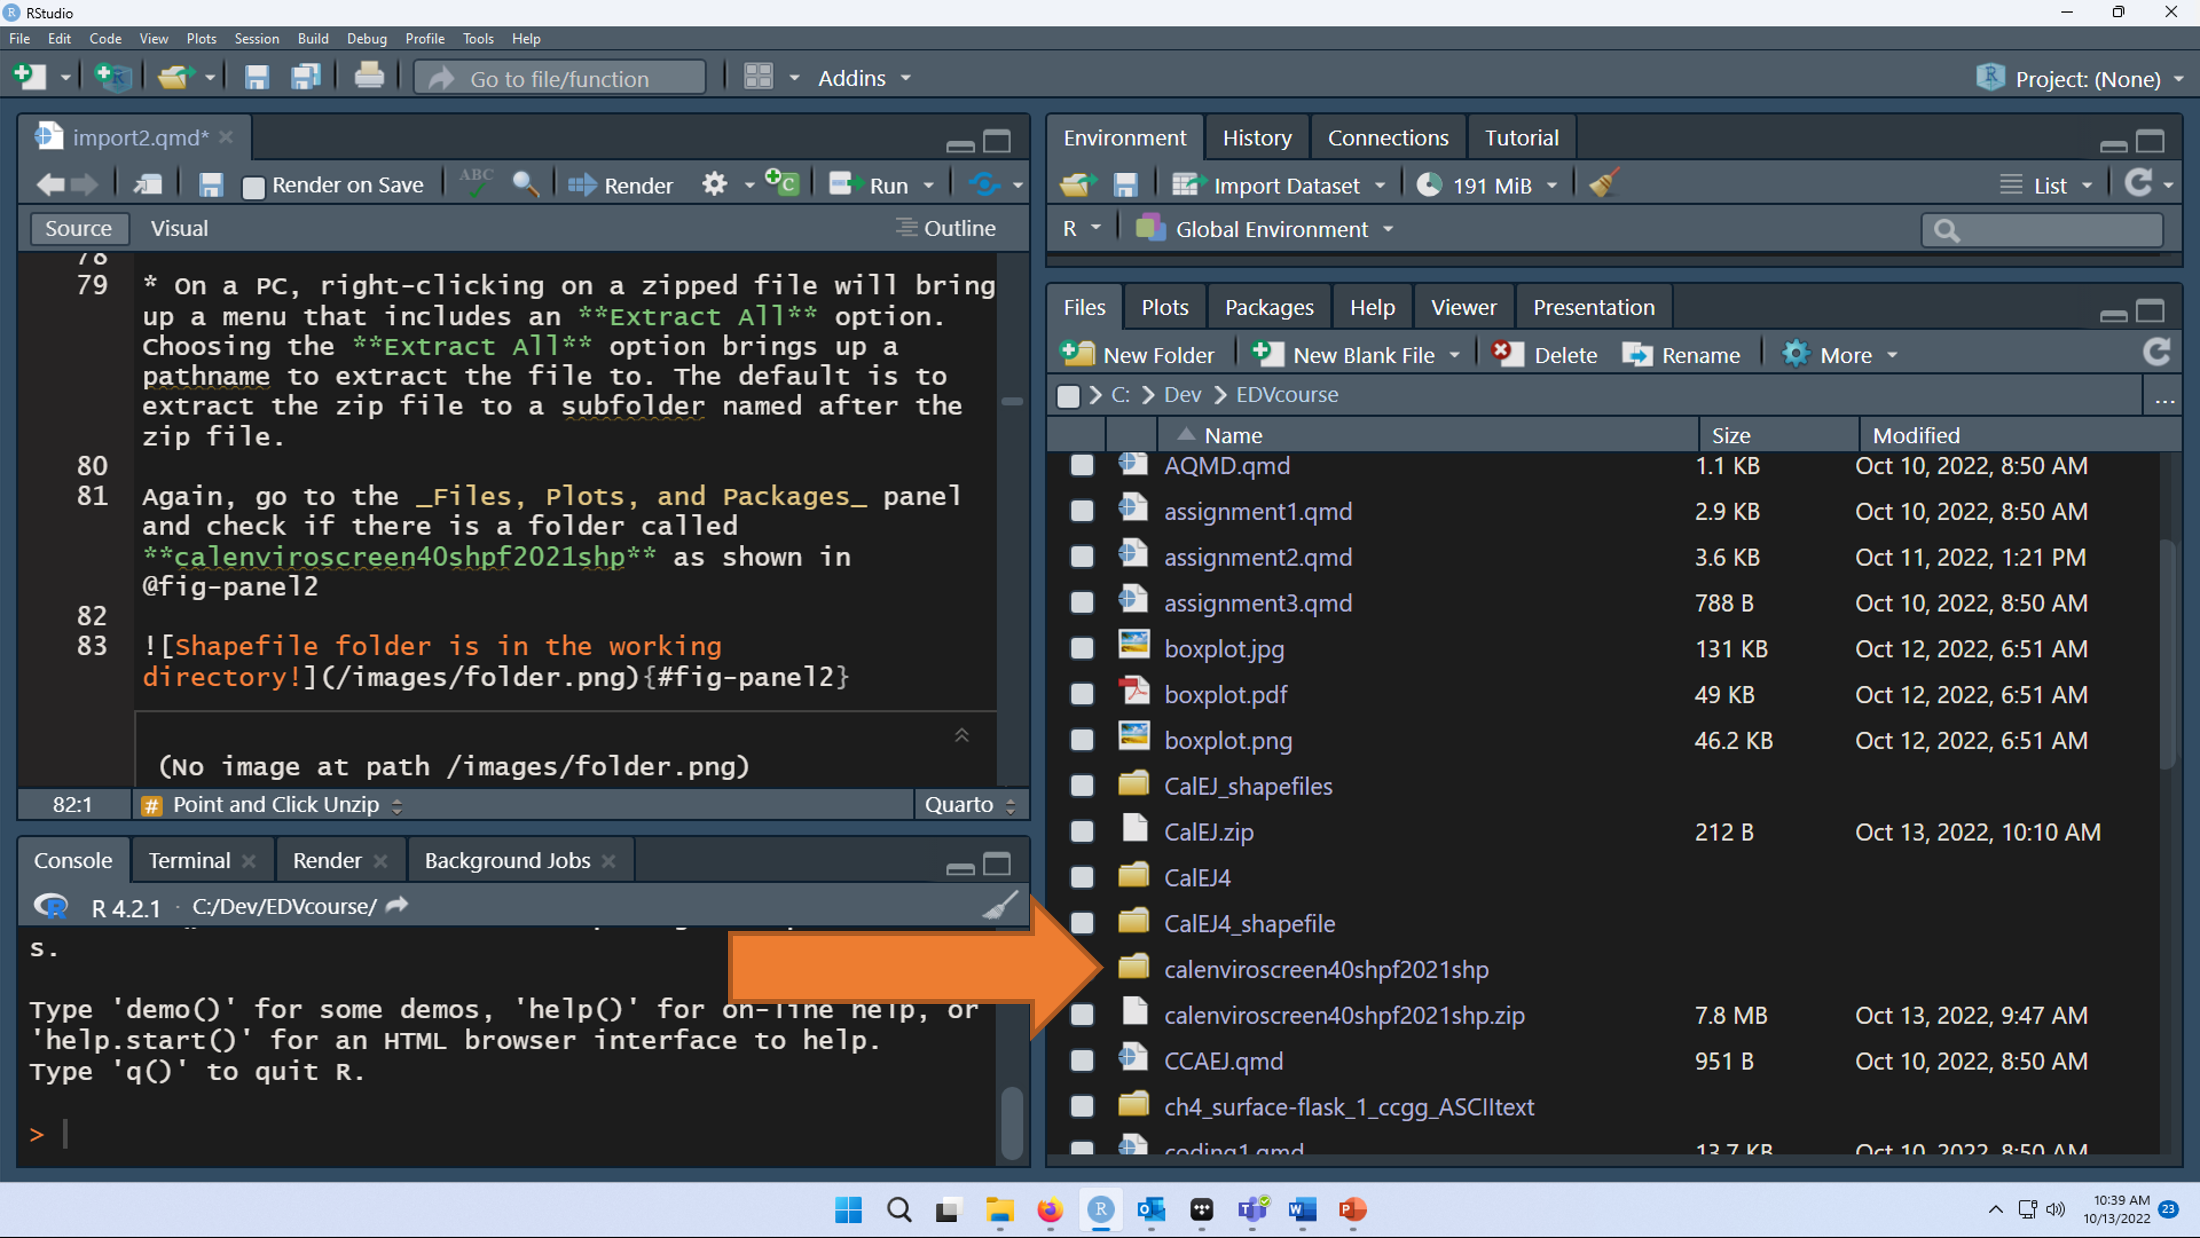 RStudio
File Edit Code View Plots Session Build Debug Profile Tools Help
Go to file/function Addins Project: (None)
import2.qmd*
Render on Save ABC Render Run
Source Visual Outline
78
79 * On a PC, right-clicking on a zipped file will bring
up a menu that includes an **Extract All** option.
Choosing the **Extract All** option brings up a
pathname to extract the file to. The default is to
extract the zip file to a subfolder named after the
zip file.
80
81 Again, go to the _Files, Plots, and Packages_ panel
and check if there is a folder called
**calenviroscreen40shpf2021shp** as shown in
@fig-panel2
82
83 ![Shapefile folder is in the working
directory!](/images/folder.png){#fig-panel2}
(No image at path /images/folder.png)
82:1 # Point and Click Unzip Quarto
Console Terminal Render Background Jobs
R 4.2.1 · C:/Dev/EDVcourse/
s.
Type 'demo()' for some demos, 'help()' for on-line help, or
'help.start()' for an HTML browser interface to help.
Type 'q()' to quit R.
>
Environment History Connections Tutorial
Import Dataset 191 MiB List
R Global Environment
Files Plots Packages Help Viewer Presentation
New Folder New Blank File Delete Rename More
C: Dev EDVcourse ...
Name Size Modified
AQMD.qmd 1.1 KB Oct 10, 2022, 8:50 AM
assignment1.qmd 2.9 KB Oct 10, 2022, 8:50 AM
assignment2.qmd 3.6 KB Oct 11, 2022, 1:21 PM
assignment3.qmd 788 B Oct 10, 2022, 8:50 AM
boxplot.jpg 131 KB Oct 12, 2022, 6:51 AM
boxplot.pdf 49 KB Oct 12, 2022, 6:51 AM
boxplot.png 46.2 KB Oct 12, 2022, 6:51 AM
CalEJ_shapefiles
CalEJ.zip 212 B Oct 13, 2022, 10:10 AM
CalEJ4
CalEJ4_shapefile
calenviroscreen40shpf2021shp
calenviroscreen40shpf2021shp.zip 7.8 MB Oct 13, 2022, 9:47 AM
CCAEJ.qmd 951 B Oct 10, 2022, 8:50 AM
ch4_surface-flask_1_ccgg_ASCIItext
coding1.qmd 13.7 KB Oct 10, 2022, 8:50 AM
10:39 AM
10/13/2022 23